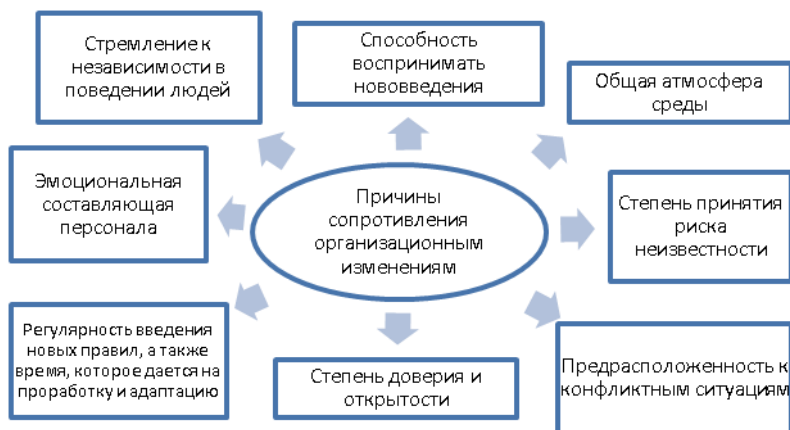 Стремление к
независимости в
поведении людей
Способность
воспринимать
нововведения
Общая атмосфера
среды
Эмоциональная
составляющая
персонала
Причины
сопротивления
организационным
изменениям
Степень принятия
риска
неизвестности
Регулярность введения
новых правил, а также
время, которое дается на
проработку и адаптацию
Степень доверия и
открытости
Предрасположенность к
конфликтным ситуациям